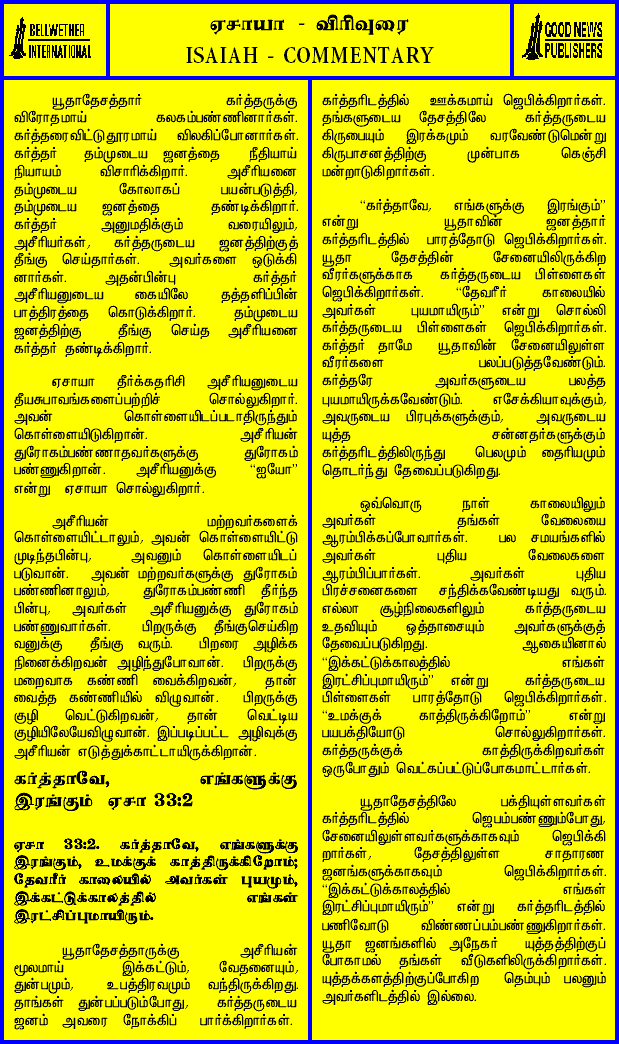 BELLWETHER
INTERNATIONAL
ஏசாயா - விரிவுரை
ISAIAH - COMMENTARY
GOOD NEWS
PUBLISHERS
யூதாதேசத்தார் கர்த்தருக்கு
விரோதமாய் கலகம்பண்ணினார்கள்.
கர்த்தரைவிட்டுதூரமாய் விலகிப்போனார்கள்.
கர்த்தர் தம்முடைய ஜனத்தை நீதியாய்
நியாயம் விசாரிக்கிறார். அசீரியனை
தம்முடைய கோலாகப் பயன்படுத்தி,
தம்முடைய ஜனத்தை தண்டிக்கிறார்.
கர்த்தர் அனுமதிக்கும் வரையிலும்,
அசீரியர்கள், கர்த்தருடைய ஜனத்திற்குத்
தீங்கு செய்தார்கள். அவர்களை ஒடுக்கி
னார்கள். அதன்பின்பு கர்த்தர்
அசீரியனுடைய கையிலே தத்தளிப்பின்
பாத்திரத்தை கொடுக்கிறார். தம்முடைய
ஜனத்திற்கு தீங்கு செய்த அசீரியனை
கர்த்தர் தண்டிக்கிறார்.
ஏசாயா தீர்க்கதரிசி அசீரியனுடைய
தீயசுபாவங்களைப்பற்றிச் சொல்லுகிறார்.
அவன் கொள்ளையிடப்படாதிருந்தும்
கொள்ளையிடுகிறான். அசீரியன்
துரோகம்பண்ணாதவர்களுக்கு துரோகம்
பண்ணுகிறான். அசீரியனுக்கு “ஐயோ”
என்று ஏசாயா சொல்லுகிறார்.
அசீரியன் மற்றவர்களைக்
கொள்ளையிட்டாலும், அவன் கொள்ளையிட்டு
முடிந்தபின்பு, அவனும் கொள்ளையிடப்
படுவான். அவன் மற்றவர்களுக்கு துரோகம்
பண்ணினாலும், துரோகம்பண்ணி தீர்ந்த
பின்பு, அவர்கள் அசீரியனுக்கு துரோகம்
பண்ணுவார்கள். பிறருக்கு தீங்குசெய்கிற
வனுக்கு தீங்கு வரும். பிறரை அழிக்க
நினைக்கிறவன் அழிந்துபோவான். பிறருக்கு
மறைவாக கண்ணி வைக்கிறவன், தான்
வைத்த கண்ணியில் விழுவான். பிறருக்கு
குழி வெட்டுகிறவன், தான் வெட்டிய
குழியிலேயேவிழுவான். இப்படிப்பட்ட அழிவுக்கு
அசீரியன் எடுத்துக்காட்டாயிருக்கிறான்.
கர்த்தாவே, எங்களுக்கு
இரங்கும் ஏசா 33:2
ஏசா 33:2. கர்த்தாவே, எங்களுக்கு
இரங்கும், உமக்குக் காத்திருக்கிறோம்;
தேவரீர் காலையில் அவர்கள் புயமும்,
இக்கட்டுக்காலத்தில் எங்கள்
இரட்சிப்புமாயிரும்.
யூதாதேசத்தாருக்கு அசீரியன்
மூலமாய் இக்கட்டும், வேதனையும்,
துன்பமும், உபத்திரவமும் வந்திருக்கிறது.
தாங்கள் துன்பப்படும்போது, கர்த்தருடைய
ஜனம் அவரை நோக்கிப் பார்க்கிறார்கள்.
கர்த்தரிடத்தில் ஊக்கமாய் ஜெபிக்கிறார்கள்.
தங்களுடைய தேசத்திலே கர்த்தருடைய
கிருபையும் இரக்கமும் வரவேண்டுமென்று
கிருபாசனத்திற்கு முன்பாக கெஞ்சி
மன்றாடுகிறார்கள்.
“கர்த்தாவே, எங்களுக்கு இரங்கும்”
என்று யூதாவின் ஜனத்தார்
கர்த்தரிடத்தில் பாரத்தோடு ஜெபிக்கிறார்கள்.
யூதா தேசத்தின் சேனையிலிருக்கிற
வீரர்களுக்காக கர்த்தருடைய பிள்ளைகள்
ஜெபிக்கிறார்கள். “தேவரீர் காலையில்
அவர்கள் புயமாயிரும்” என்று சொல்லி
கர்த்தருடைய பிள்ளைகள் ஜெபிக்கிறார்கள்.
கர்த்தர் தாமே யூதாவின் சேனையிலுள்ள
வீரர்களை பலப்படுத்தவேண்டும்.
கர்த்தரே அவர்களுடைய பலத்த
புயமாயிருக்கவேண்டும். எசேக்கியாவுக்கும்,
அவருடைய பிரபுக்களுக்கும், அவருடைய
யுத்த சன்னதர்களுக்கும்
கர்த்தரிடத்திலிருந்து பெலமும் தைரியமும்
தொடர்ந்து தேவைப்படுகிறது.
ஒவ்வொரு நாள் காலையிலும்
அவர்கள் தங்கள் வேலையை
ஆரம்பிக்கப்போவார்கள். பல சமயங்களில்
அவர்கள் புதிய வேலைகளை
ஆரம்பிப்பார்கள். அவர்கள் புதிய
பிரச்சனைகளை சந்திக்கவேண்டியது வரும்.
எல்லா சூழ்நிலைகளிலும் கர்த்தருடைய
உதவியும் ஒத்தாசையும் அவர்களுக்குத்
தேவைப்படுகிறது. ஆகையினால்
“இக்கட்டுக்காலத்தில் எங்கள்
இரட்சிப்புமாயிரும்” என்று கர்த்தருடைய
பிள்ளைகள் பாரத்தோடு ஜெபிக்கிறார்கள்.
“உமக்குக் காத்திருக்கிறோம்” என்று
பயபக்தியோடு சொல்லுகிறார்கள்.
கர்த்தருக்குக் காத்திருக்கிறவர்கள்
ஒருபோதும் வெட்கப்பட்டுப்போகமாட்டார்கள்.
யூதாதேசத்திலே பக்தியுள்ளவர்கள்
கர்த்தரிடத்தில் ஜெபம்பண்ணும்போது,
சேனையிலுள்ளவர்களுக்காகவும் ஜெபிக்கி
றார்கள், தேசத்திலுள்ள சாதாரண
ஜனங்களுக்காகவும் ஜெபிக்கிறார்கள்.
“இக்கட்டுக்காலத்தில் எங்கள்
இரட்சிப்புமாயிரும்” என்று கர்த்தரிடத்தில்
பணிவோடு விண்ணப்பம்பண்ணுகிறார்கள்.
யூதா ஜனங்களில் அநேகர் யுத்தத்திற்குப்
போகாமல் தங்கள் வீடுகளிலிருக்கிறார்கள்.
யுத்தக்களத்திற்குப்போகிற தெம்பும் பலனும்
அவர்களிடத்தில் இல்லை.